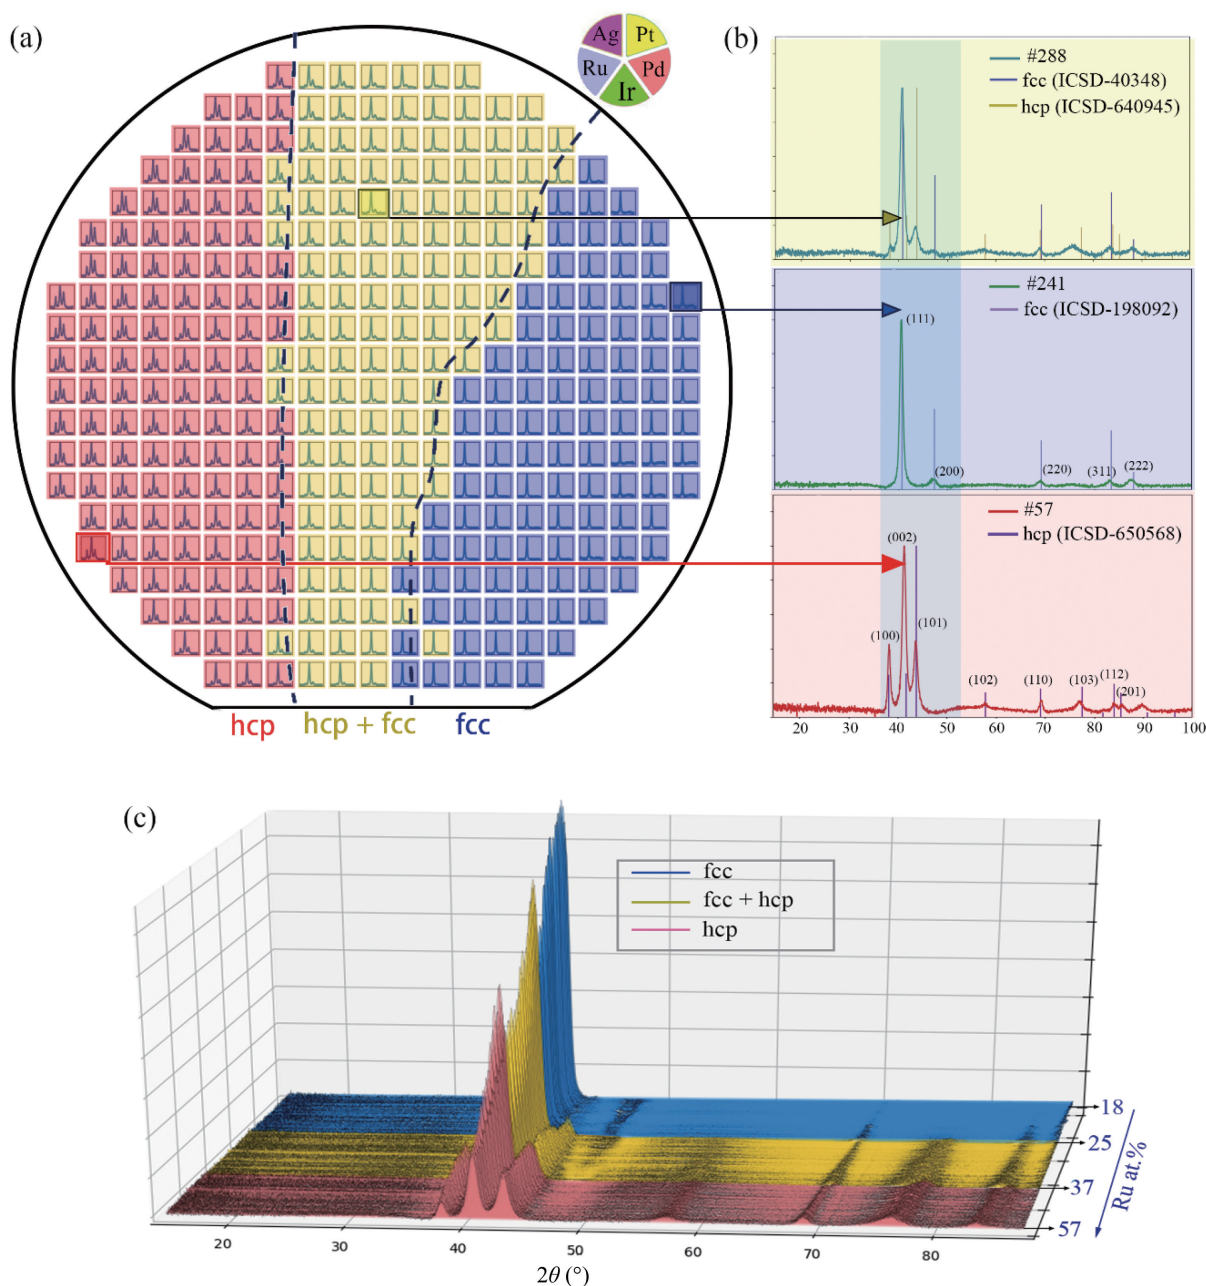 (a)
Ag
Pt
Ru
Pd
Ir
hcp
hcp + fcc
fcc
(b)
#288
fcc (ICSD-40348)
hcp (ICSD-640945)
#241
fcc (ICSD-198092)
(111)
(200)
(220)
(311)
(222)
#57
hcp (ICSD-650568)
(002)
(100)
(101)
(102)
(110)
(103)
(112)
(201)
20 30 40 50 60 70 80 90 100
(c)
fcc
fcc + hcp
hcp
18
25
37
57
Ru at.%
20 30 40 50 60 70 80
2θ (°)